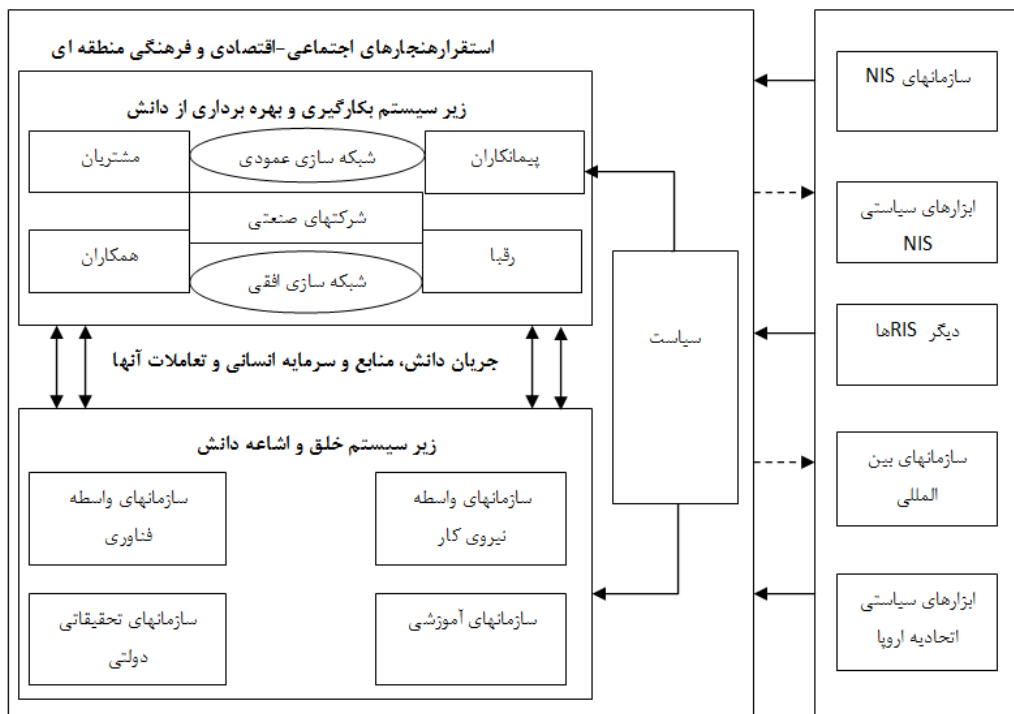 استقرارهنجارهای اجتماعی-اقتصادی و فرهنگی منطقه ای
زیر سیستم بکارگیری و بهره برداری از دانش
پیمانکاران
شبکه سازی عمودی
مشتریان
شرکتهای صنعتی
رقبا
شبکه سازی افقی
همکاران
جریان دانش، منابع و سرمایه انسانی و تعاملات آنها
زیر سیستم خلق و اشاعه دانش
سازمانهای واسطه
نیروی کار
سازمانهای واسطه
فناوری
سازمانهای آموزشی
سازمانهای تحقیقاتی
دولتی
سیاست
سازمانهای NIS
ابزارهای سیاستی
NIS
دیگر RISها
سازمانهای بین
المللی
ابزارهای سیاستی
اتحادیه اروپا